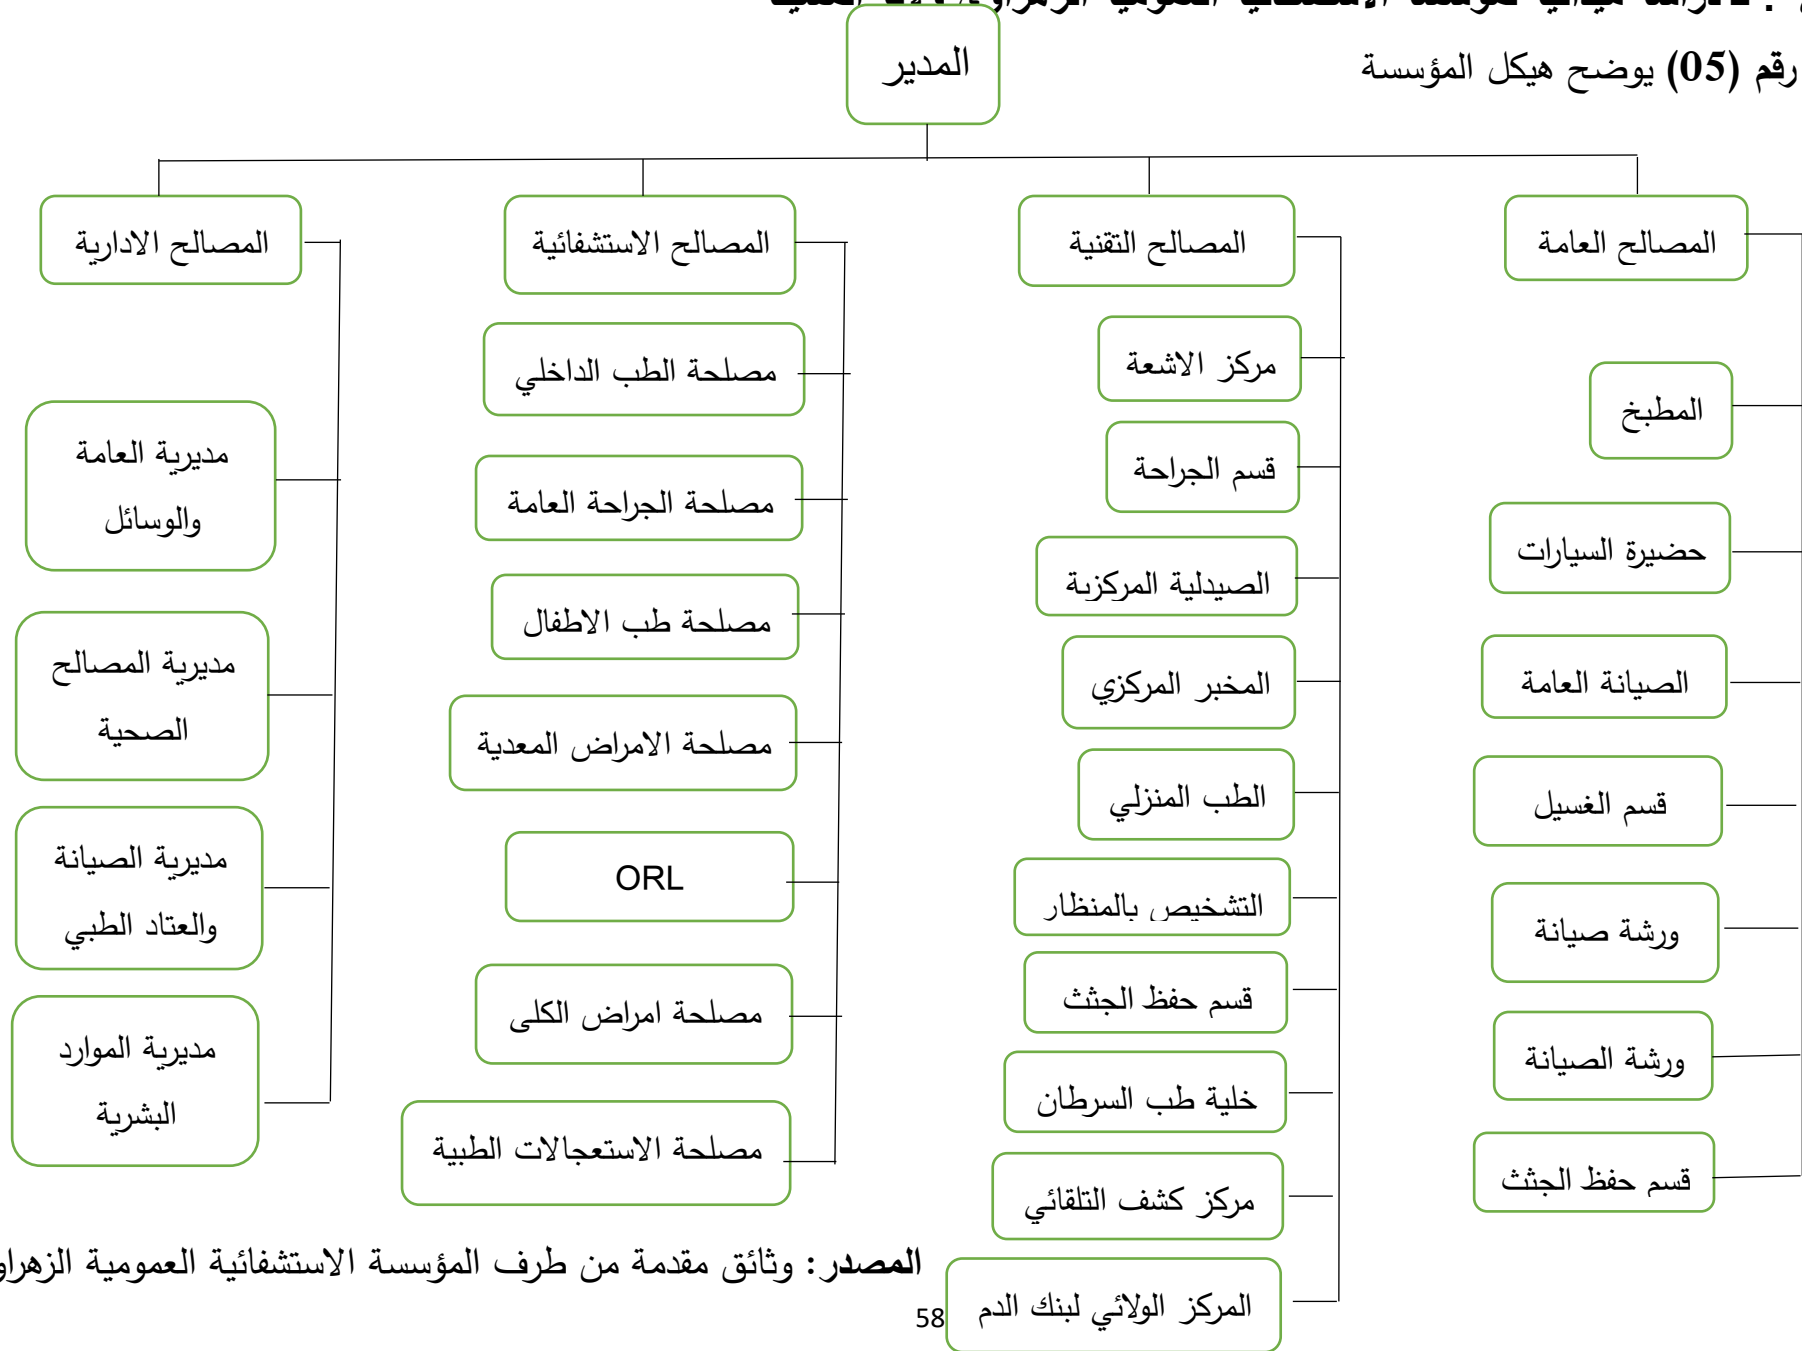 رقم (05) يوضح هيكل المؤسسة
المدير
المصالح العامة
المطبخ
حضيرة السيارات
الصيانة العامة
قسم الغسيل
ورشة صيانة
ورشة الصيانة
قسم حفظ الجثث
المصالح التقنية
مركز الاشعة
قسم الجراحة
الصيدلية المركزية
المخبر المركزي
الطب المنزلي
التشخيص بالمنظار
قسم حفظ الجثث
خلية طب السرطان
مركز كشف التلقائي
المركز الولائي لبنك الدم
المصالح الاستشفائية
مصلحة الطب الداخلي
مصلحة الجراحة العامة
مصلحة طب الاطفال
مصلحة الامراض المعدية
ORL
مصلحة امراض الكلى
مصلحة الاستعجالات الطبية
المصالح الادارية
مديرية العامة
والوسائل
مديرية المصالح
الصحية
مديرية الصيانة
والعتاد الطبي
مديرية الموارد
البشرية
المصدر: وثائق مقدمة من طرف المؤسسة الاستشفائية العمومية
58